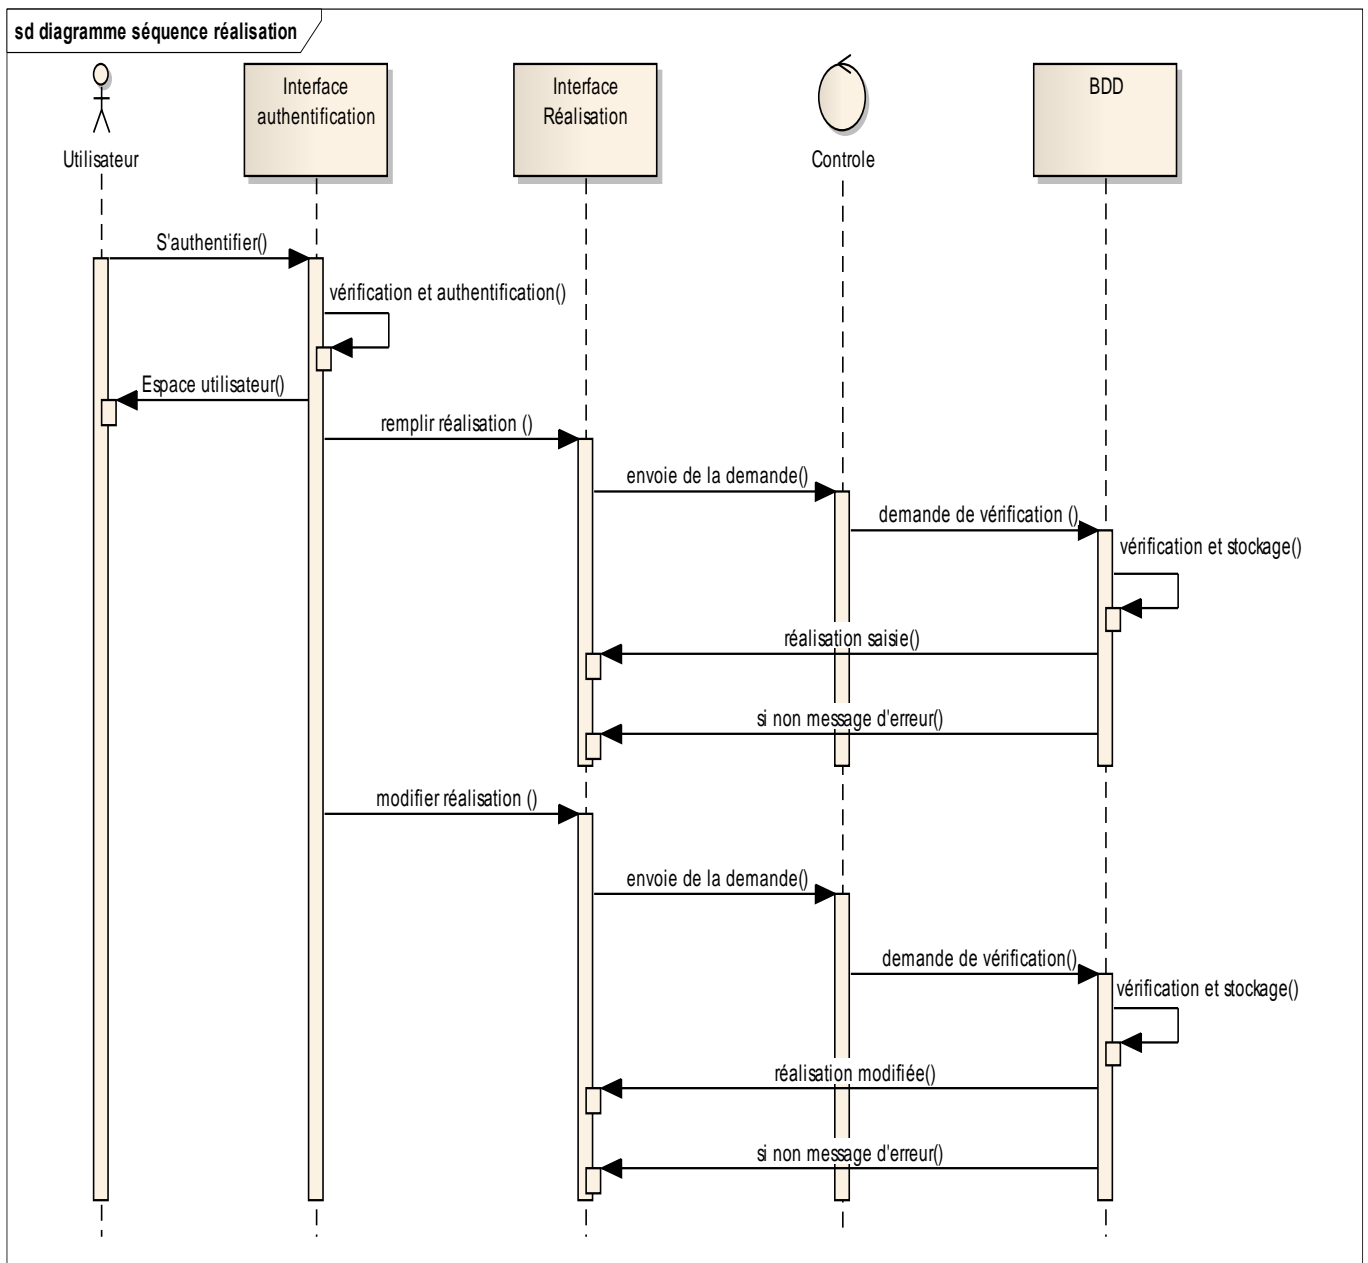 sd diagramme séquence réalisation
Utilisateur
Interface
authentification
Interface
Réalisation
Controle
BDD
S'authentifier()
vérification et authentification()
Espace utilisateur()
remplir réalisation ()
envoie de la demande()
demande de vérification ()
vérification et stockage()
réalisation saisie()
si non message d'erreur()
modifier réalisation ()
envoie de la demande()
demande de vérification()
vérification et stockage()
réalisation modifiée()
si non message d'erreur()